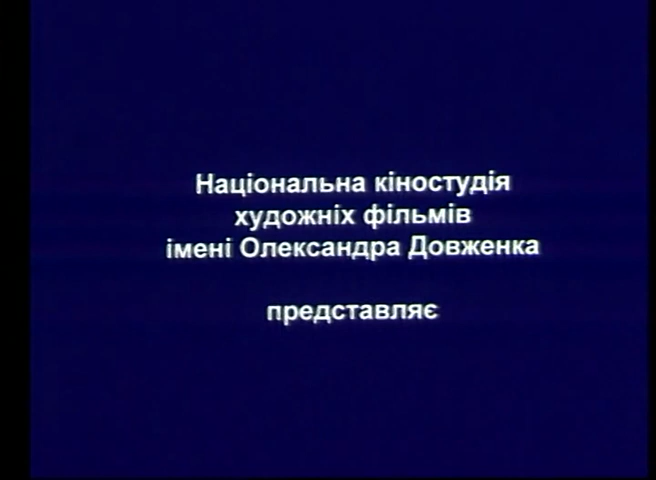 Національна кіностудія
художніх фільмів
імені Олександра Довженка
представляє